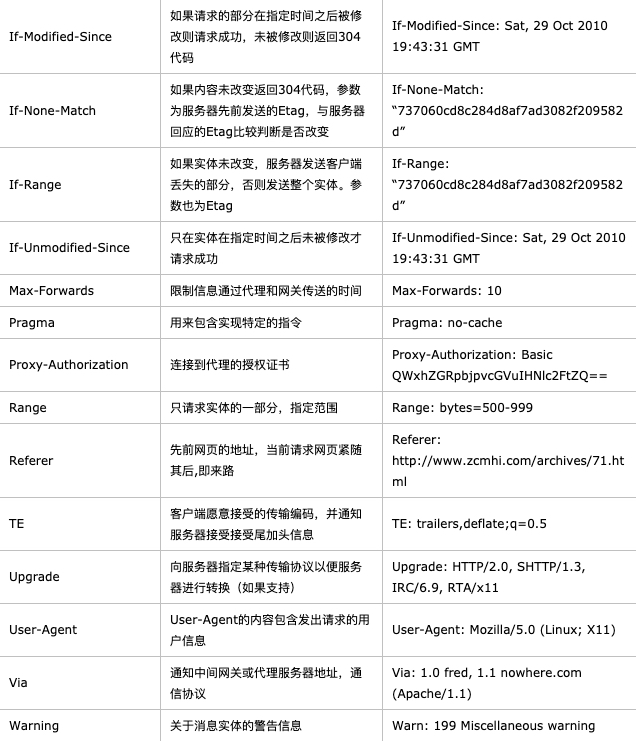 If-Modified-Since
如果请求的部分在指定时间之后被修
改则请求成功，未被修改则返回304
代码
If-Modified-Since: Sat, 29 Oct 2010
19:43:31 GMT
If-None-Match
如果内容未改变返回304代码，参数
为服务器先前发送的Etag，与服务器
回应的Etag比较判断是否改变
If-None-Match:
“737060cd8c284d8af7ad3082f209582
d”
If-Range
如果实体未改变，服务器发送客户端
丢失的部分，否则发送整个实体。参
数也为Etag
If-Range:
“737060cd8c284d8af7ad3082f209582
d”
If-Unmodified-Since
只在实体在指定时间之后未被修改才
请求成功
If-Unmodified-Since: Sat, 29 Oct 2010
19:43:31 GMT
Max-Forwards
限制信息通过代理和网关传送的时间
Max-Forwards: 10
Pragma
用来包含实现特定的指令
Pragma: no-cache
Proxy-Authorization
连接到代理的授权证书
Proxy-Authorization: Basic
QWxhZGRpbjpvcGVuIHNlc2FtZQ==
Range
只请求实体的一部分，指定范围
Range: bytes=500-999
Referer
先前网页的地址，当前请求网页紧随
其后,即来路
Referer:
http://www.zcmhi.com/archives/71.ht
ml
TE
客户端愿意接受的传输编码，并通知
服务器接受接受尾加头信息
TE: trailers,deflate;q=0.5
Upgrade
向服务器指定某种传输协议以便服务
器进行转换（如果支持）
Upgrade: HTTP/2.0, SHTTP/1.3,
IRC/6.9, RTA/x11
User-Agent
User-Agent的内容包含发出请求的用
户信息
User-Agent: Mozilla/5.0 (Linux; X11)
Via
通知中间网关或代理服务器地址，通
信协议
Via: 1.0 fred, 1.1 nowhere.com
(Apache/1.1)
Warning
关于消息实体的警告信息
Warn: 199 Miscellaneous warning